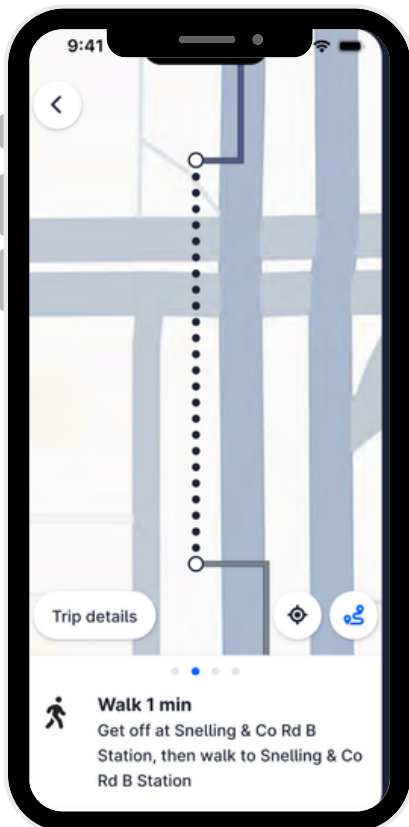 9:41
Trip details
Walk 1 min
Get off at Snelling & Co Rd B
Station, then walk to Snelling & Co
Rd B Station